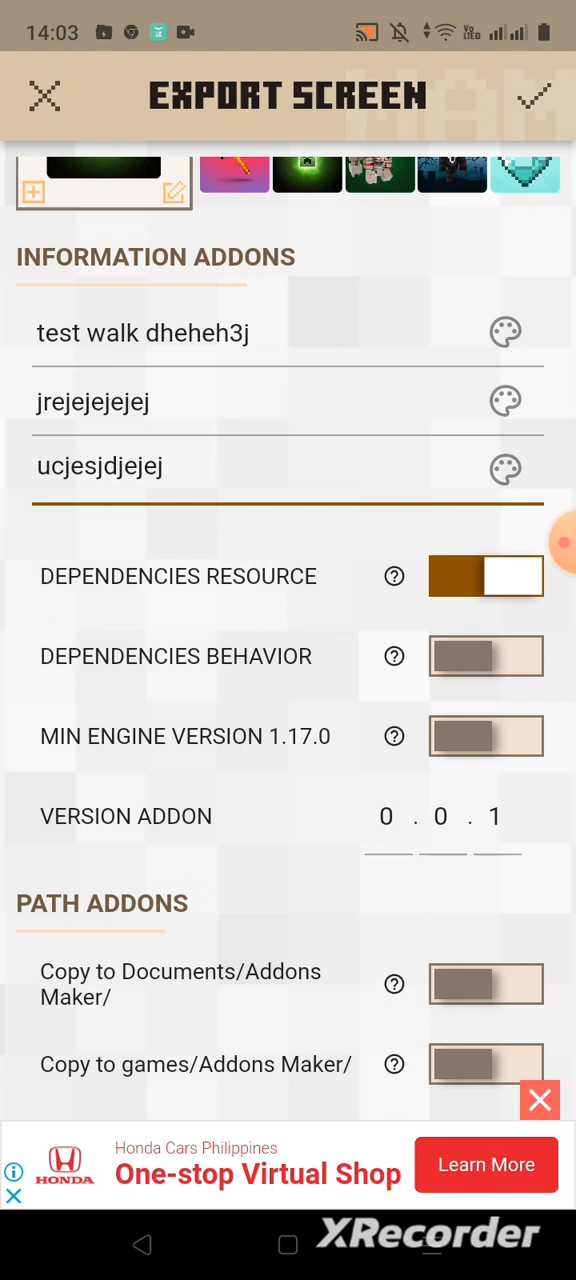 14:03
Vo
LTED
EXPORT SCREEN
INFORMATION ADDONS
test walk dheheh3j
jrejejejejej
ucjesjdjejej
DEPENDENCIES RESOURCE
DEPENDENCIES BEHAVIOR
MIN ENGINE VERSION 1.17.0
VERSION ADDON 0 . 0 . 1
PATH ADDONS
Copy to Documents/Addons
Maker/
Copy to games/Addons Maker/
Honda Cars Philippines
One-stop Virtual Shop
HONDA
Learn More
XRecorder